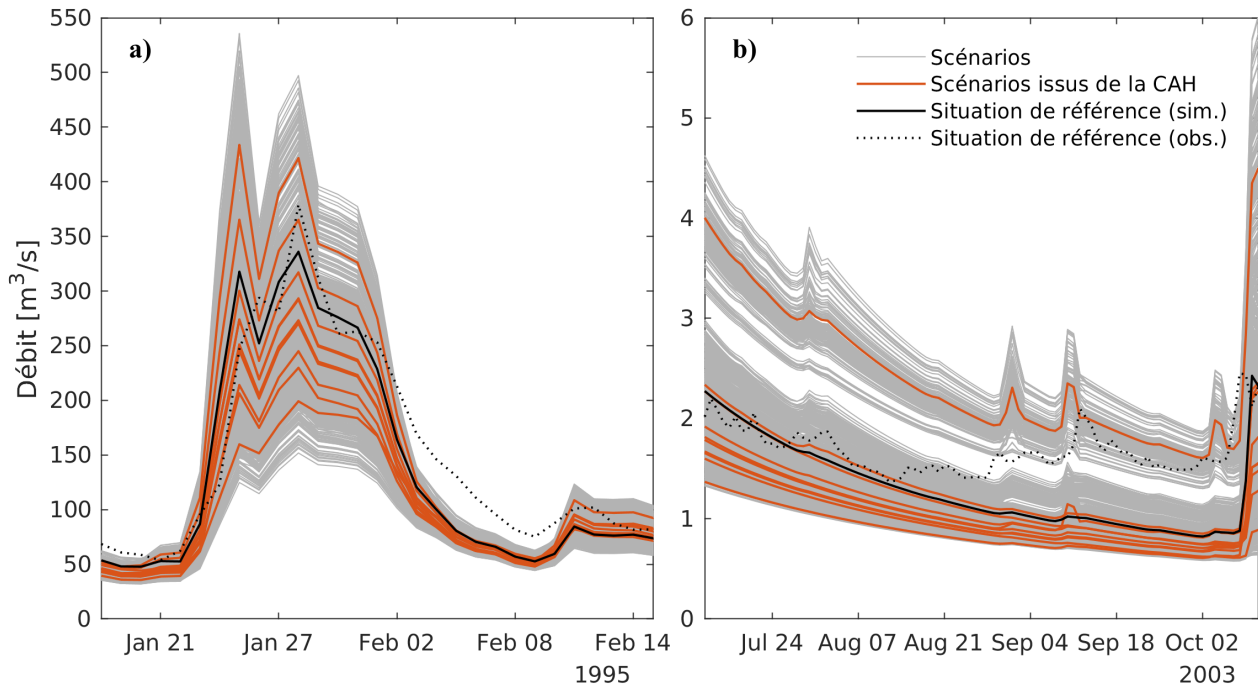 a)
Débit [m³/s]
550
500
450
400
350
300
250
200
150
100
50
0
Jan 21 Jan 27 Feb 02 Feb 08 Feb 14
1995
b)
Scénarios
Scénarios issus de la CAH
Situation de référence (sim.)
Situation de référence (obs.)
6
5
4
3
2
1
0
Jul 24 Aug 07 Aug 21 Sep 04 Sep 18 Oct 02
2003